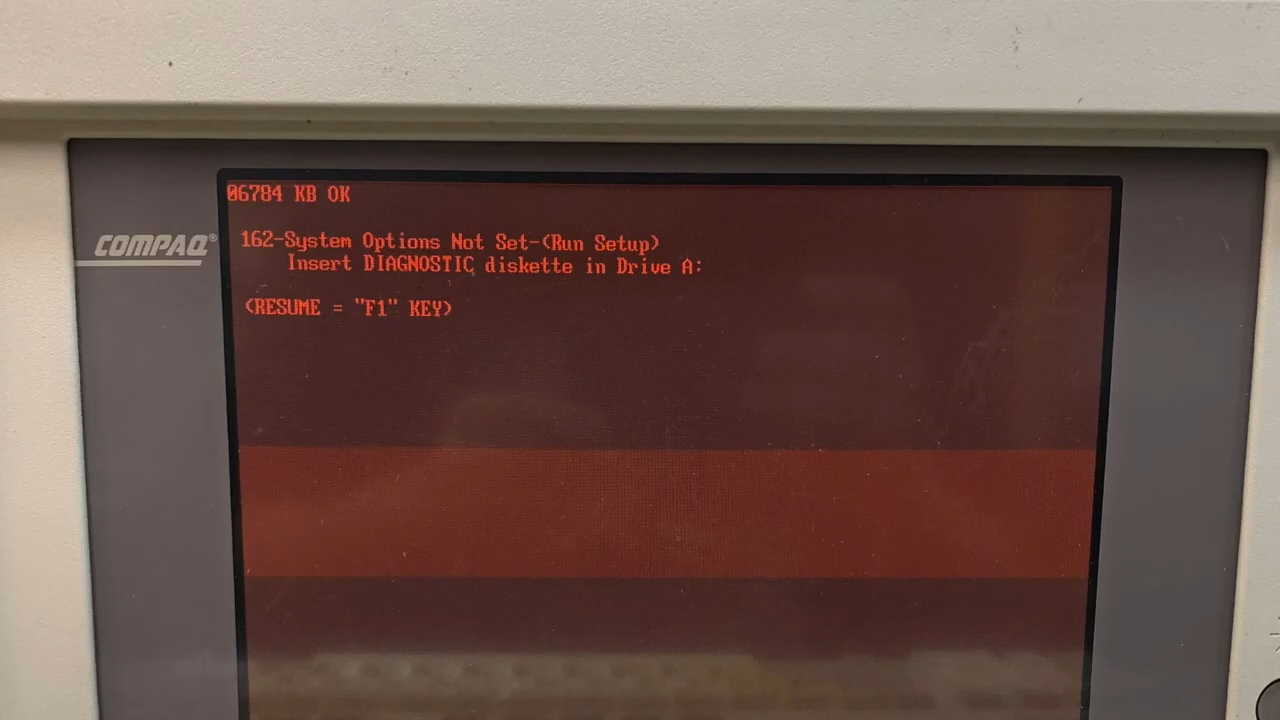 06784 KB OK
COMPAQ®
162-System Options Not Set-(Run Setup)
Insert DIAGNOSTIC diskette in Drive A:
(RESUME = "F1" KEY)